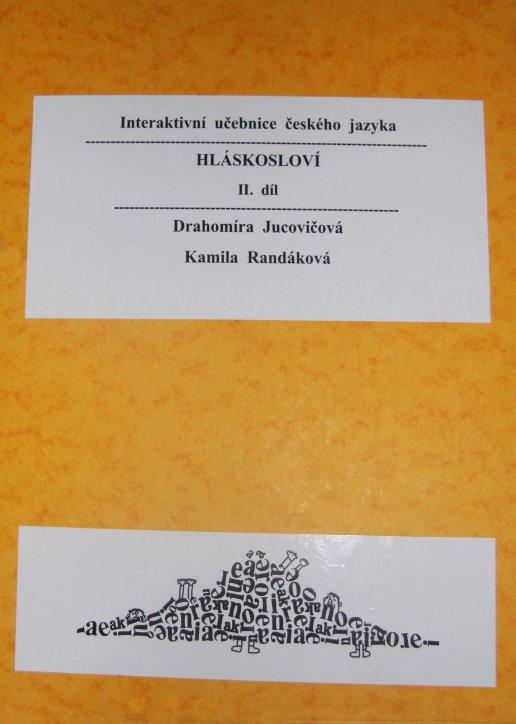 Interaktivní učebnice českého jazyka
HLÁSKOSLOVÍ
II. díl
Drahomíra Jucovičová
Kamila Randáková